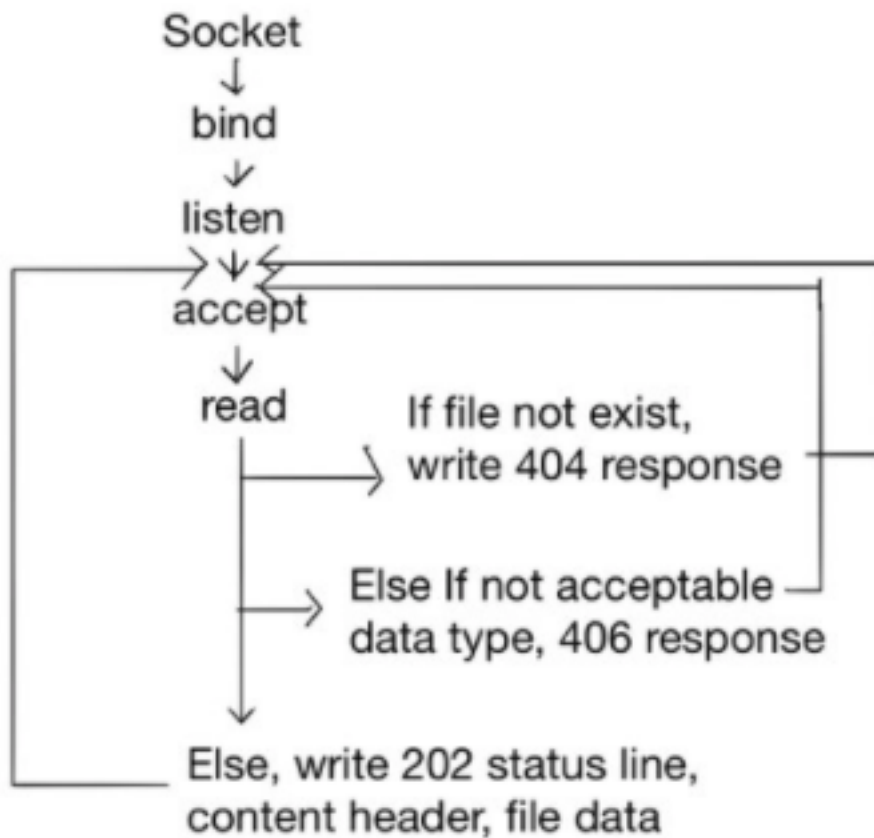 Socket
bind
listen
accept
read
If file not exist,
write 404 response
Else If not acceptable
data type, 406 response
Else, write 202 status line,
content header, file data